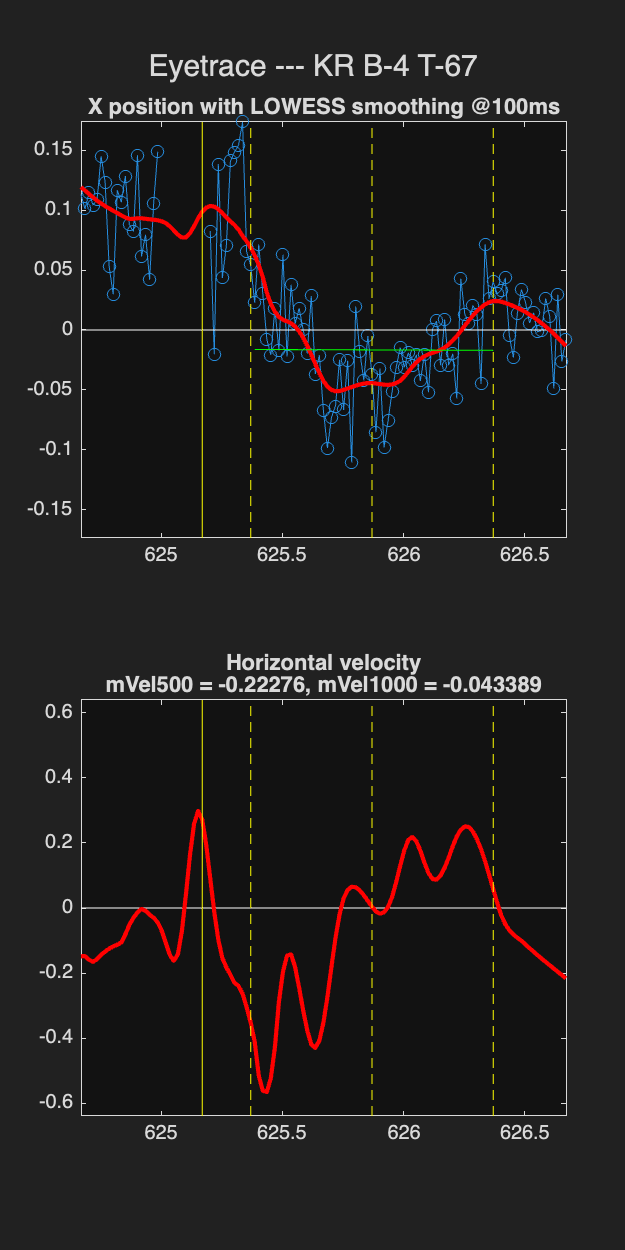 Eyetrace --- KR B-4 T-67
X position with LOWESS smoothing @100ms
0.15
0.1
0.05
0
-0.05
-0.1
-0.15
625 625.5 626 626.5
Horizontal velocity
mVel500 = -0.22276, mVel1000 = -0.043389
0.6
0.4
0.2
0
-0.2
-0.4
-0.6
625 625.5 626 626.5